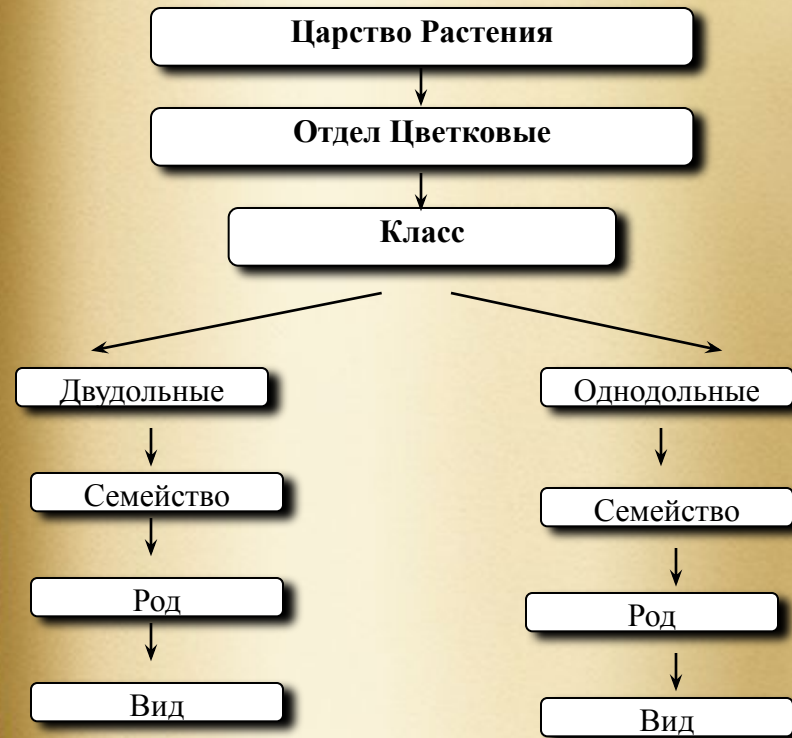 Царство Растения
Отдел Цветковые
Класс
Двудольные
Однодольные
Семейство
Семейство
Род
Род
Вид
Вид